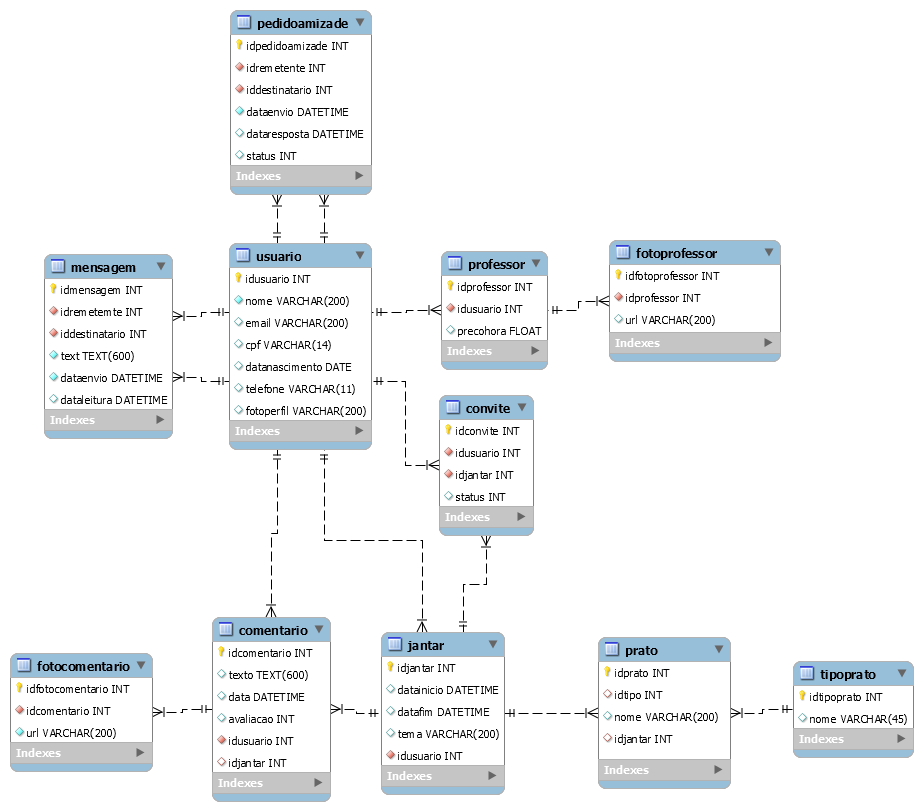 pedidoamizade
idpedidoamizade INT
idremetente INT
iddestinatario INT
dataenvio DATETIME
dataresposta DATETIME
status INT
Indexes
mensagem
idmensagem INT
idremetemte INT
iddestinatario INT
text TEXT(600)
dataenvio DATETIME
dataleitura DATETIME
Indexes
usuario
idusuario INT
nome VARCHAR(200)
email VARCHAR(200)
cpf VARCHAR(14)
datanascimento DATE
telefone VARCHAR(11)
fotoperfil VARCHAR(200)
Indexes
professor
idprofessor INT
idusuario INT
precohora FLOAT
Indexes
fotoprofessor
idfotoprofessor INT
idprofessor INT
url VARCHAR(200)
Indexes
convite
idconvite INT
idusuario INT
idjantar INT
status INT
Indexes
fotocomentario
idfotocomentario INT
idcomentario INT
url VARCHAR(200)
Indexes
comentario
idcomentario INT
texto TEXT(600)
data DATETIME
avaliacao INT
idusuario INT
idjantar INT
Indexes
jantar
idjantar INT
datainicio DATETIME
datafim DATETIME
tema VARCHAR(200)
idusuario INT
Indexes
prato
idprato INT
idtipo INT
nome VARCHAR(200)
idjantar INT
Indexes
tipoprato
idtipoprato INT
nome VARCHAR(45)
Indexes